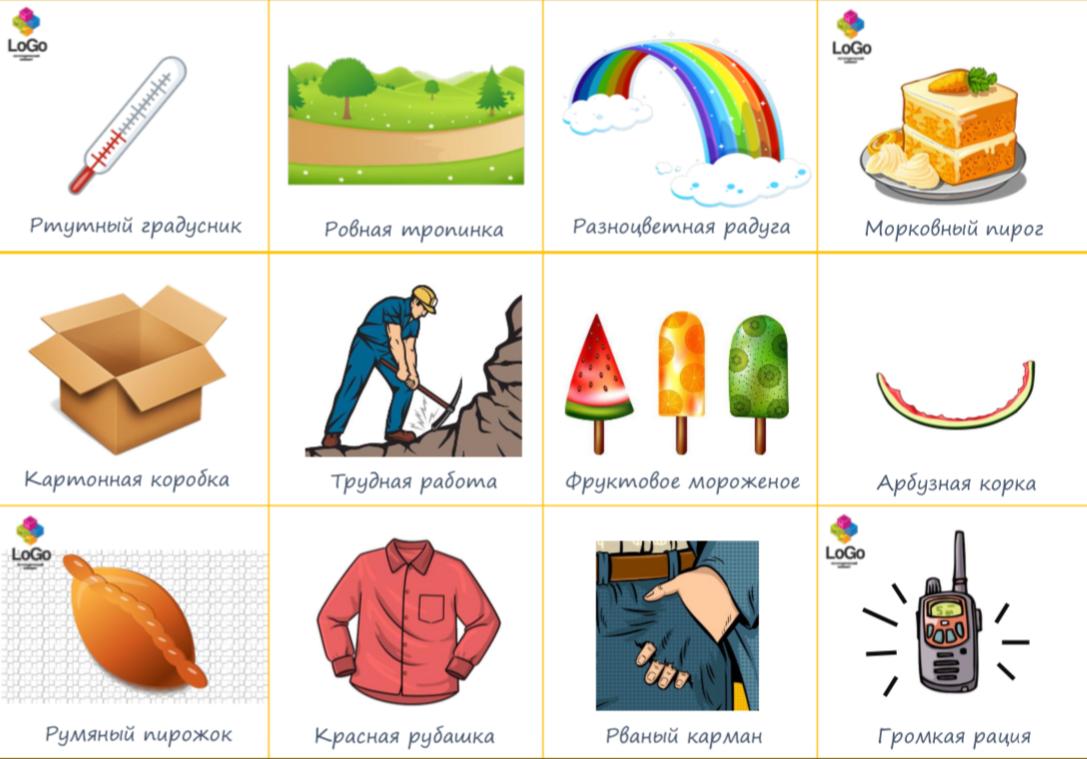 LoGo
LoGo
Ртутный градусник
Ровная тропинка
Разноцветная радуга
Морковный пирог
Картонная коробка
Трудная работа
Фруктовое мороженое
Арбузная корка
LoGo
LoGo
Румяный пирожок
Красная рубашка
Рваный карман
Громкая рация